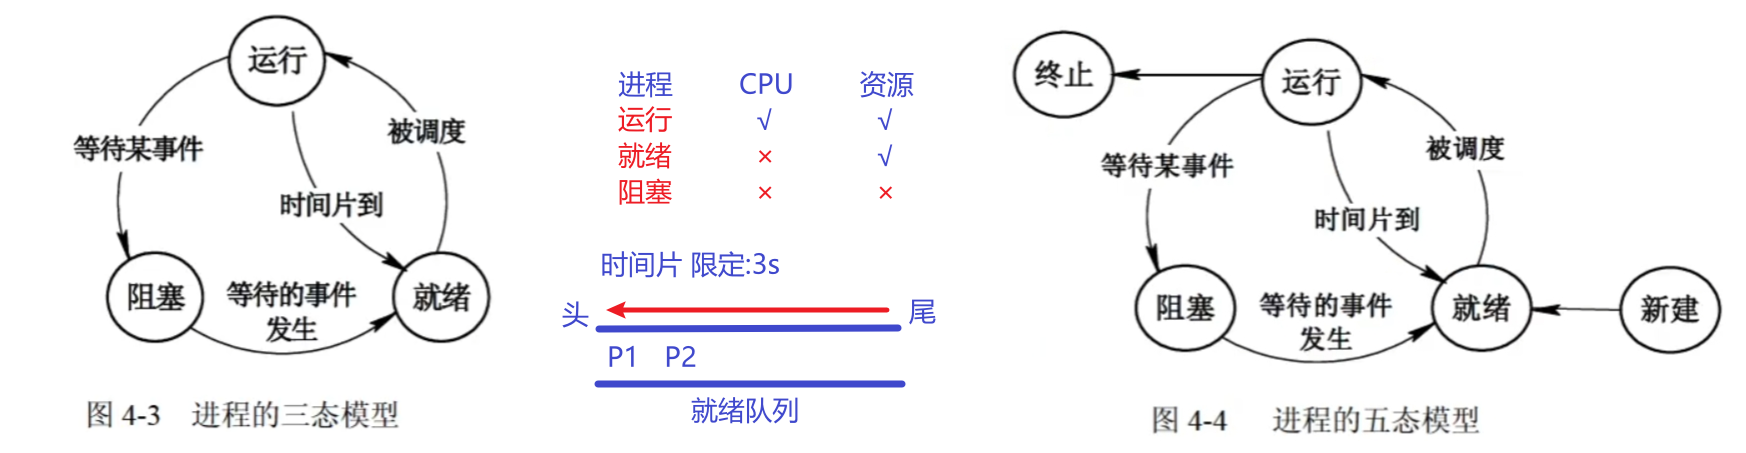 运行
等待某事件
被调度
时间片到
阻塞
等待的事件
发生
就绪
图 4-3 进程的三态模型
进程 CPU 资源
运行 √ √
就绪 × √
阻塞 × ×
时间片 限定:3s
头 尾
P1 P2
就绪队列
终止
运行
等待某事件
被调度
时间片到
阻塞
等待的事件
发生
就绪
新建
图 4-4 进程的五态模型